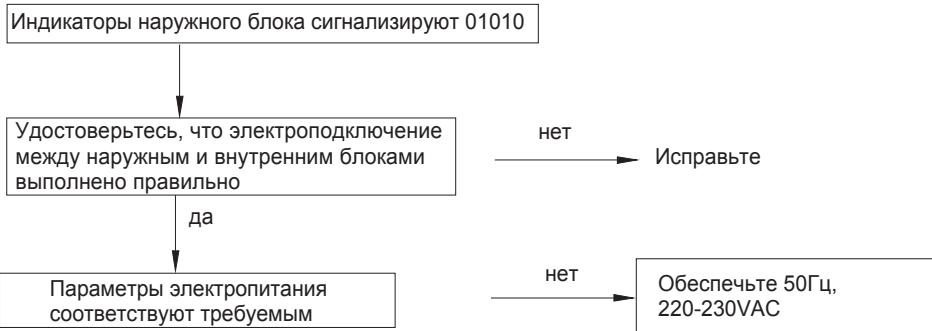 Индикаторы наружного блока сигнализируют 01010
Удостоверьтесь, что электроподключение
между наружным и внутренним блоками
выполнено правильно
нет
Исправьте
да
Параметры электропитания
соответствуют требуемым
нет
Обеспечьте 50Гц,
220-230VAC